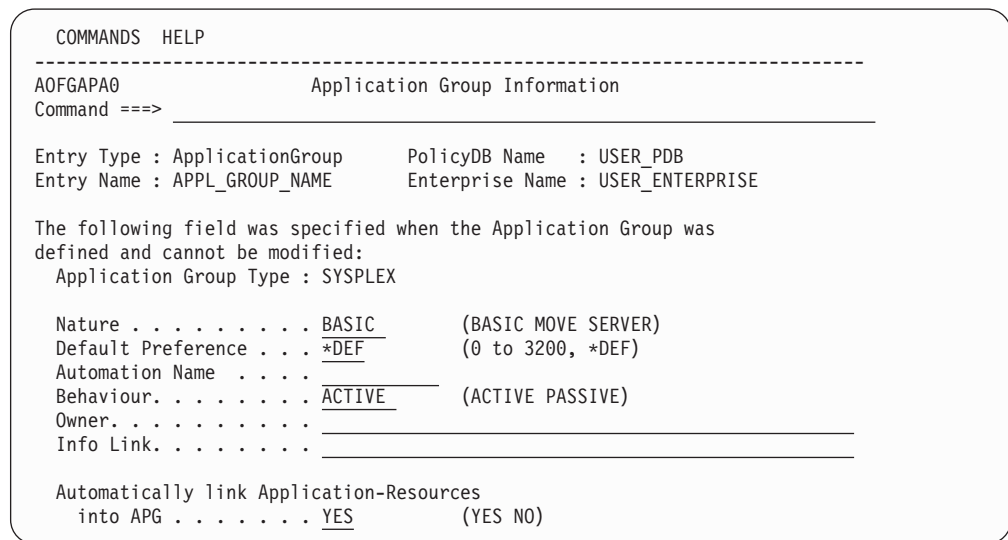 COMMANDS HELP
------------------------------------------------------------------------------
AOFGAPA0 Application Group Information
Command ===>
Entry Type : ApplicationGroup PolicyDB Name : USER_PDB
Entry Name : APPL_GROUP_NAME Enterprise Name : USER_ENTERPRISE
The following field was specified when the Application Group was
defined and cannot be modified:
Application Group Type : SYSPLEX
Nature . . . . . . . . . BASIC (BASIC MOVE SERVER)
Default Preference . . . *DEF (0 to 3200, *DEF)
Automation Name . . . .
Behaviour. . . . . . . . ACTIVE (ACTIVE PASSIVE)
Owner. . . . . . . . . .
Info Link. . . . . . . .
Automatically link Application-Resources
into APG . . . . . . . YES (YES NO)